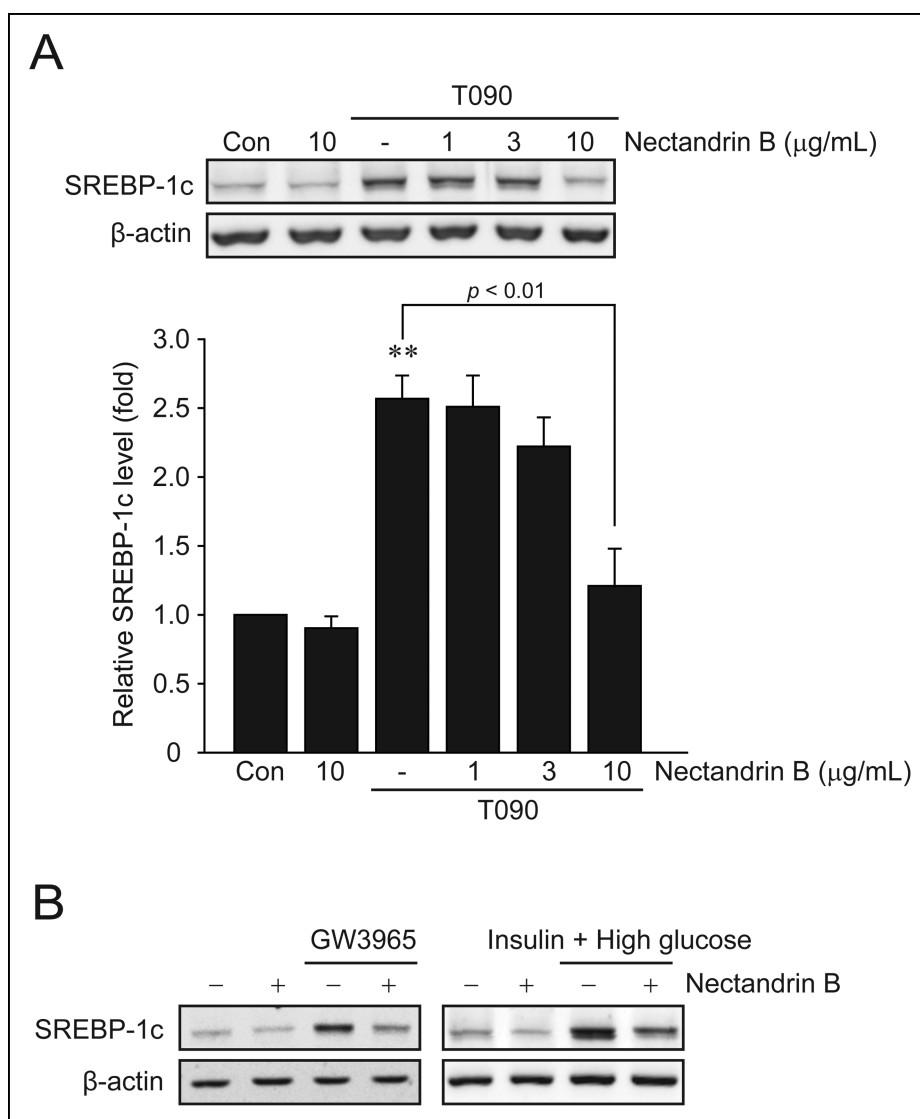 A
T090
Con 10 - 1 3 10 Nectandrin B (μg/mL)
SREBP-1c
β-actin
p < 0.01
**
3.0
2.5
2.0
1.5
1.0
0.5
0
Relative SREBP-1c level (fold)
Con 10 - 1 3 10 Nectandrin B (μg/mL)
T090
B
GW3965 Insulin + High glucose
− + − + − + − + Nectandrin B
SREBP-1c
β-actin